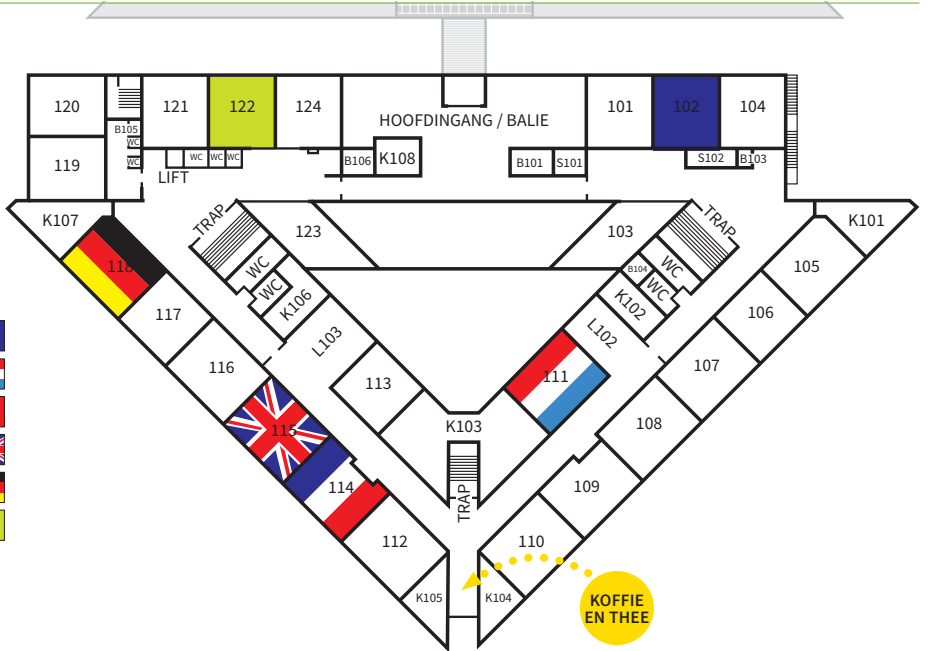 120
121
122
124
HOOFDINGANG / BALIE
101
102
104
B105
WC
WC
119
WC
WC
WC
LIFT
B106
K108
B101
S101
S102
B103
K107
TRAP
123
103
TRAP
K101
118
WC
WC
K106
B104
WC
WC
K102
105
117
L103
L102
106
116
113
111
107
115
K103
108
114
TRAP
109
112
110
K105
K104
KOFFIE
EN THEE